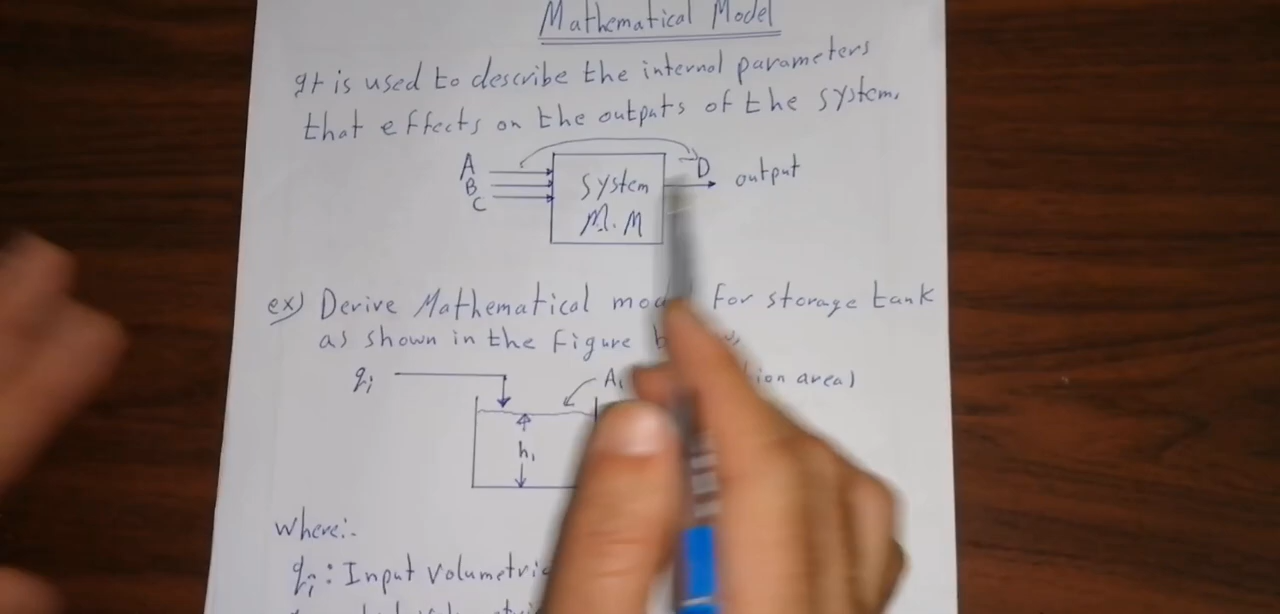 Mathematical Model
It is used to describe the internal parameters
that effects on the outputs of the system.
A
B
C
System
M.M
D
output
ex) Derive Mathematical for storage tank
as shown in the Figure
qi
A1
area)
h1
where:-
qi: Input volumetric